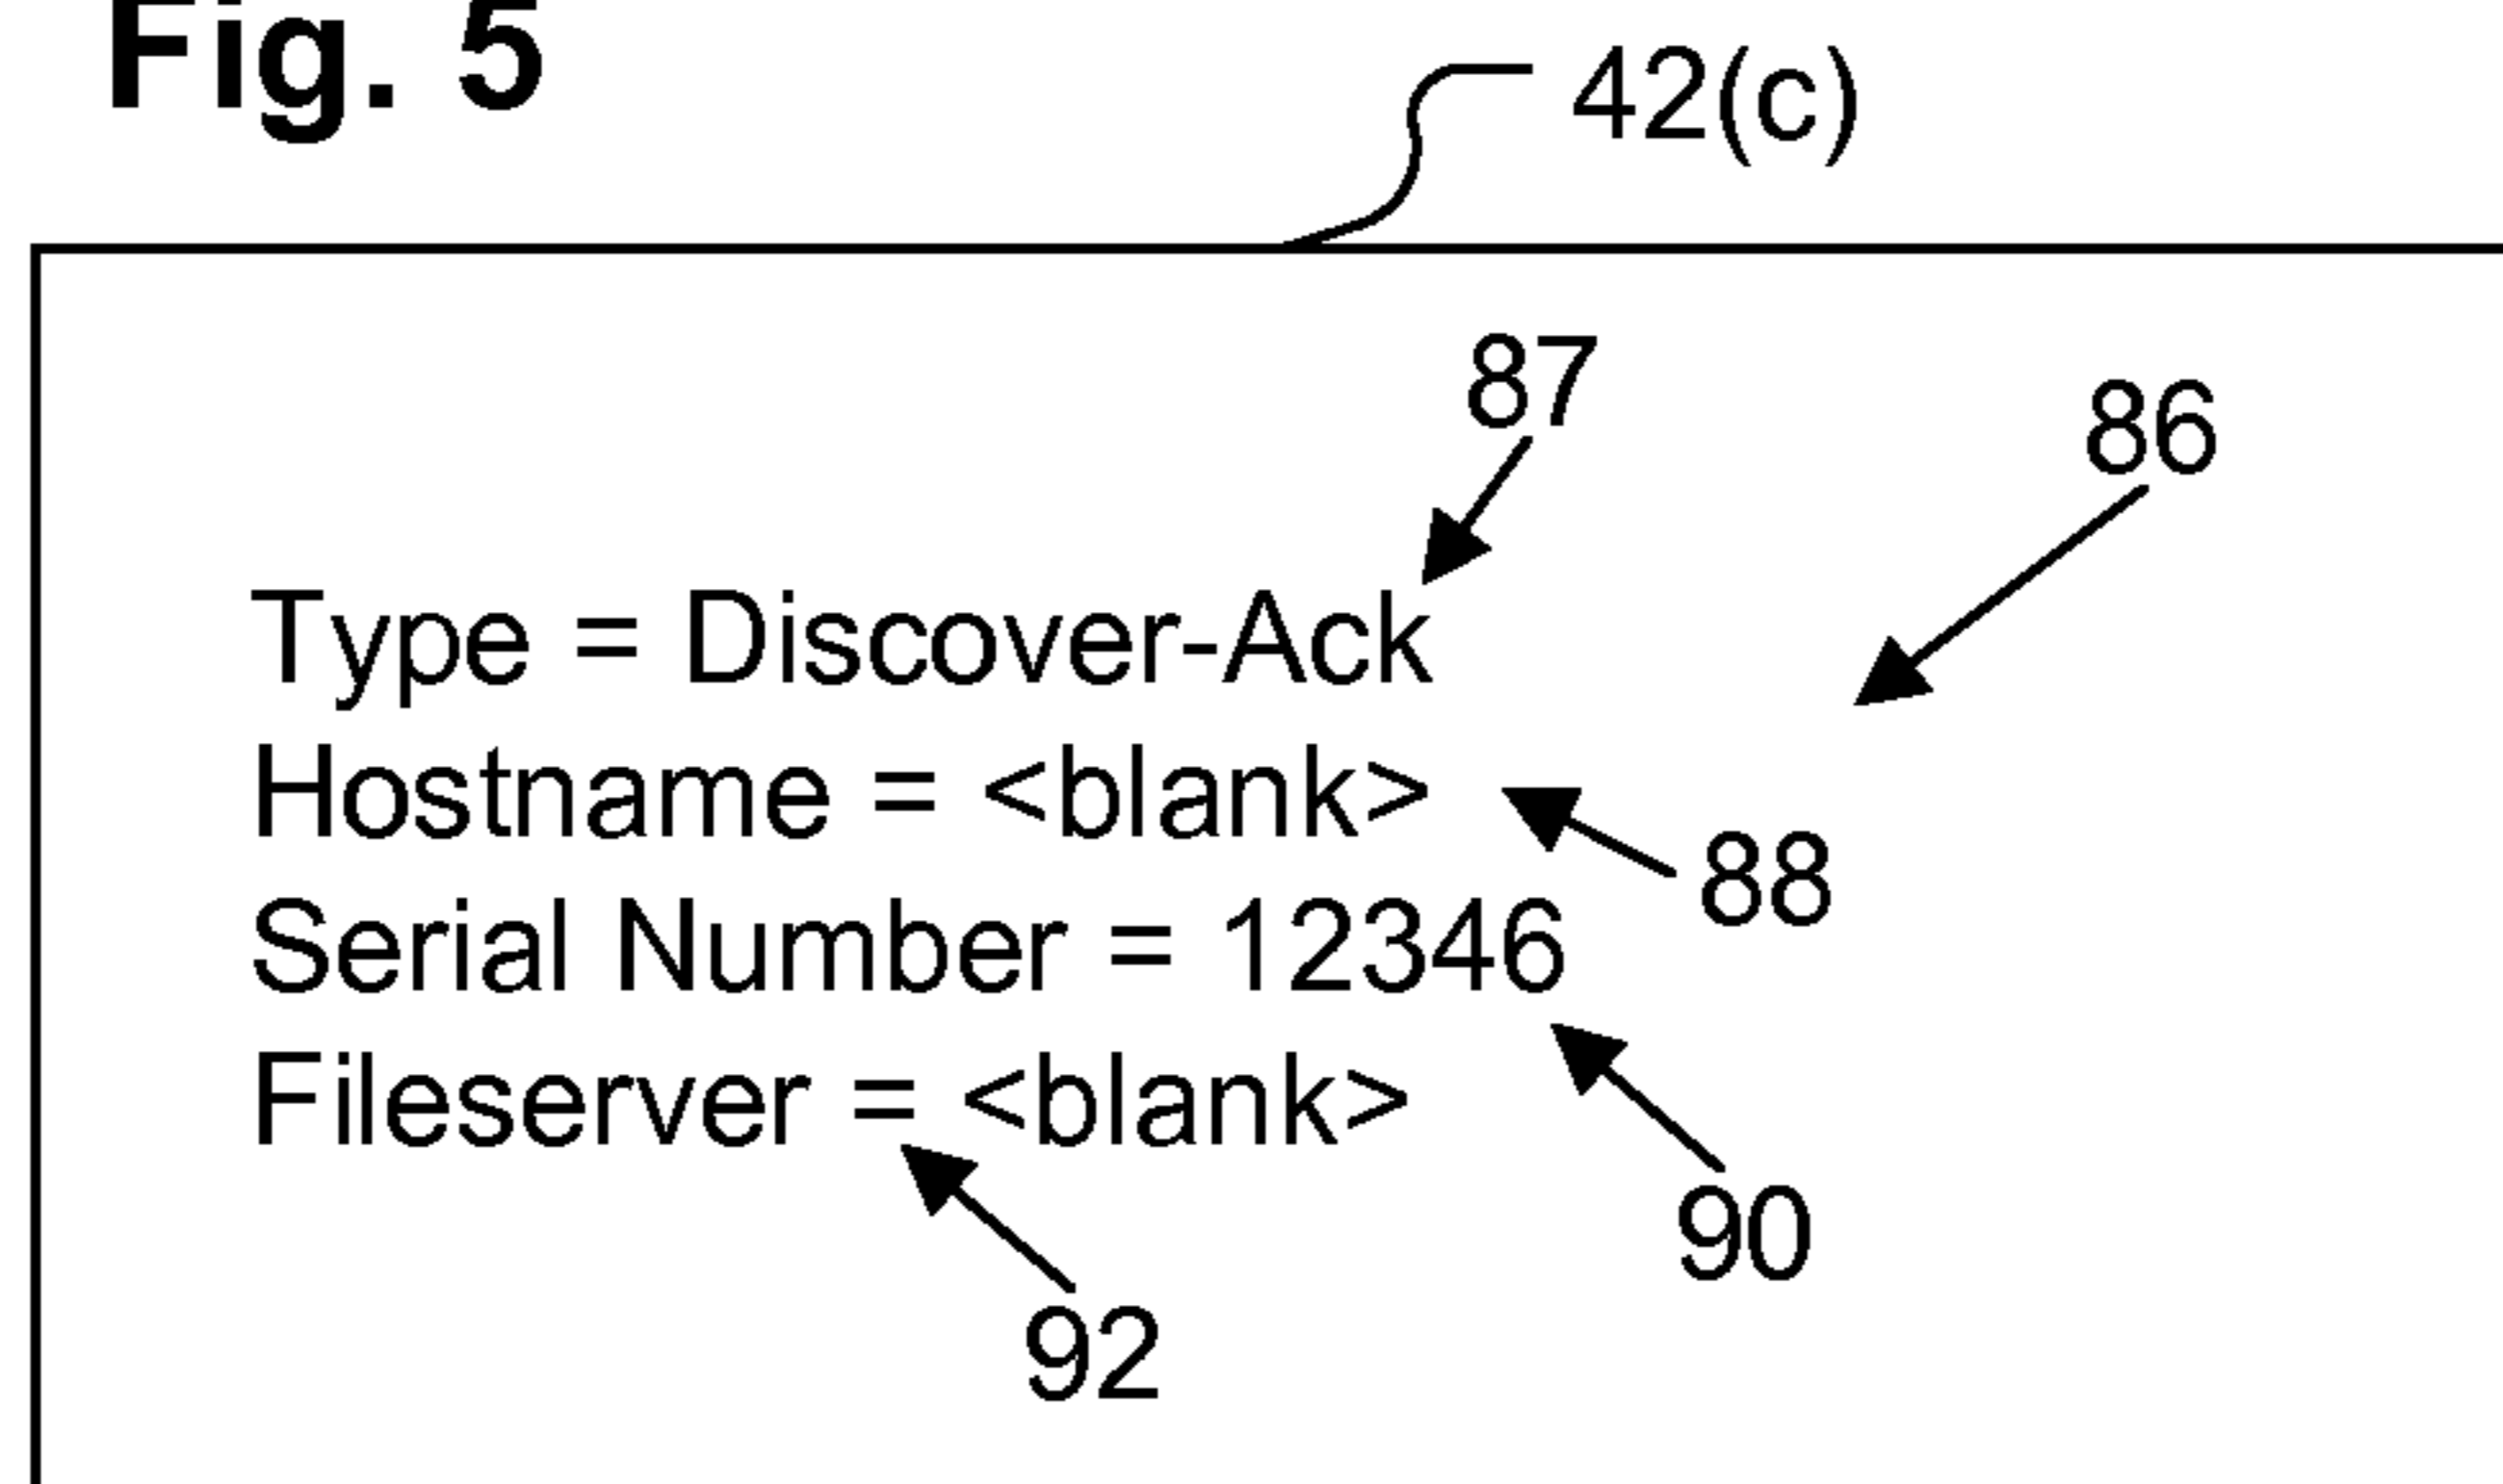 Fig. 5
42(c)
87
86
Type = Discover-Ack
Hostname = <blank>
88
Serial Number = 12346
Fileserver = <blank>
90
92